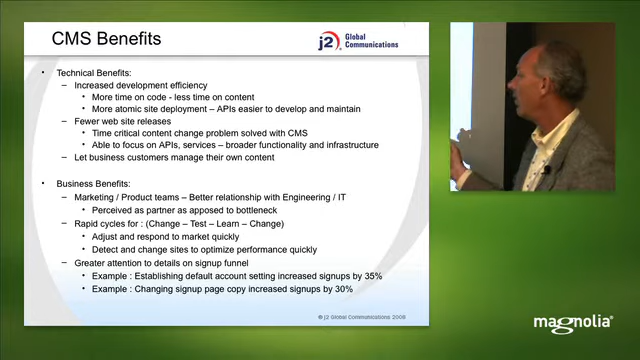 CMS Benefits
j2 Global Communications
• Technical Benefits:
– Increased development efficiency
• More time on code - less time on content
• More atomic site deployment – APIs easier to develop and maintain
– Fewer web site releases
• Time critical content change problem solved with CMS
• Able to focus on APIs, services – broader functionality and infrastructure
– Let business customers manage their own content
• Business Benefits:
– Marketing / Product teams – Better relationship with Engineering / IT
• Perceived as partner as apposed to bottleneck
– Rapid cycles for : (Change – Test – Learn – Change)
• Adjust and respond to market quickly
• Detect and change sites to optimize performance quickly
– Greater attention to details on signup funnel
• Example : Establishing default account setting increased signups by 35%
• Example : Changing signup page copy increased signups by 30%
© j2 Global Communications 2008
magnolia®